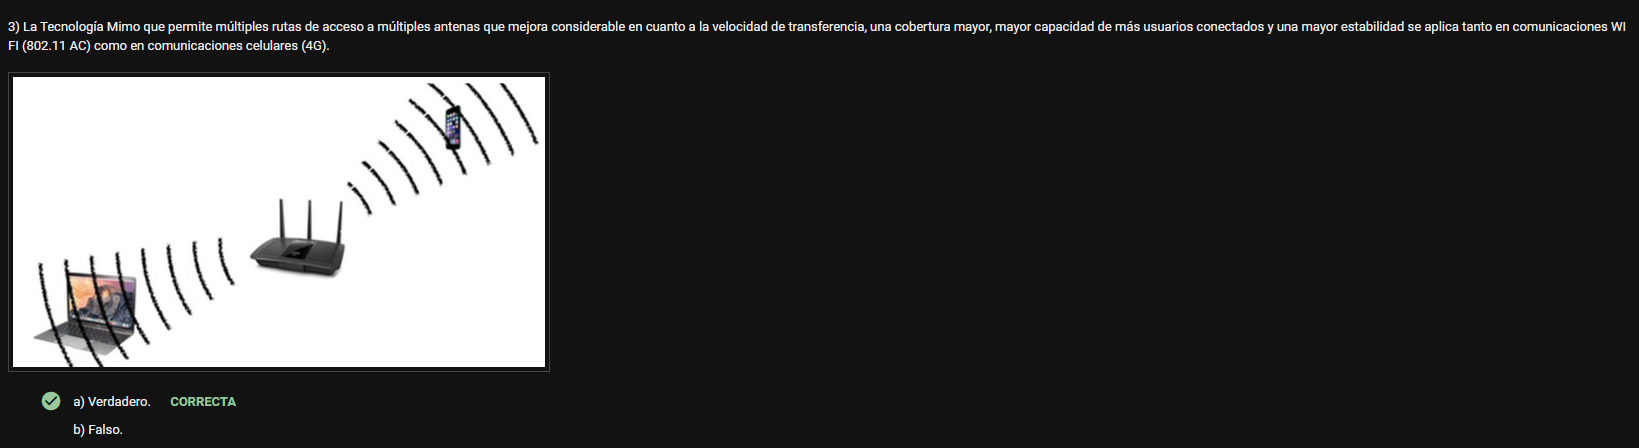 3) La Tecnología Mimo que permite múltiples rutas de acceso a múltiples antenas que mejora considerable en cuanto a la velocidad de transferencia, una cobertura mayor, mayor capacidad de más usuarios conectados y una mayor estabilidad se aplica tanto en comunicaciones WI
FI (802.11 AC) como en comunicaciones celulares (4G).
a) Verdadero. CORRECTA
b) Falso.